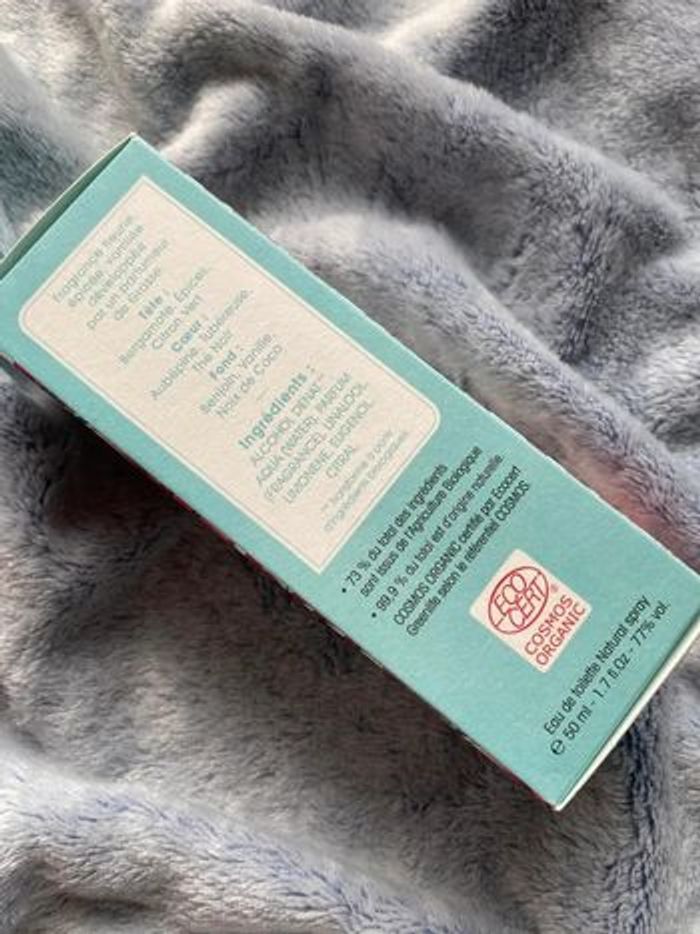 Fragrance fleurie
épicée, vanillée
développée
par un parfumeur
de Grasse
Tête :
Bergamote, Épices,
Citron vert
Cœur :
Aubépine, Tubéreuse,
Thé Noir
Fond :
Benjoin, Vanille,
Noix de Coco
Ingrédients :
ALCOHOL DENAT.*,
AQUA (WATER), PARFUM
(FRAGRANCE), LINALOOL,
LIMONENE, EUGENOL,
CITRAL
d'ingrédients biologiques
• 73 % du total des ingrédients
sont issus de l'Agriculture Biologique
• 99,9 % du total est d'origine naturelle.
COSMOS ORGANIC certifié par Ecocert
Greenlife selon le référentiel COSMOS.
ECO
CERT®
COSMOS
ORGANIC
Eau de toilette Natural spray
℮ 50 ml - 1.7 fl.Oz - 77% vol.